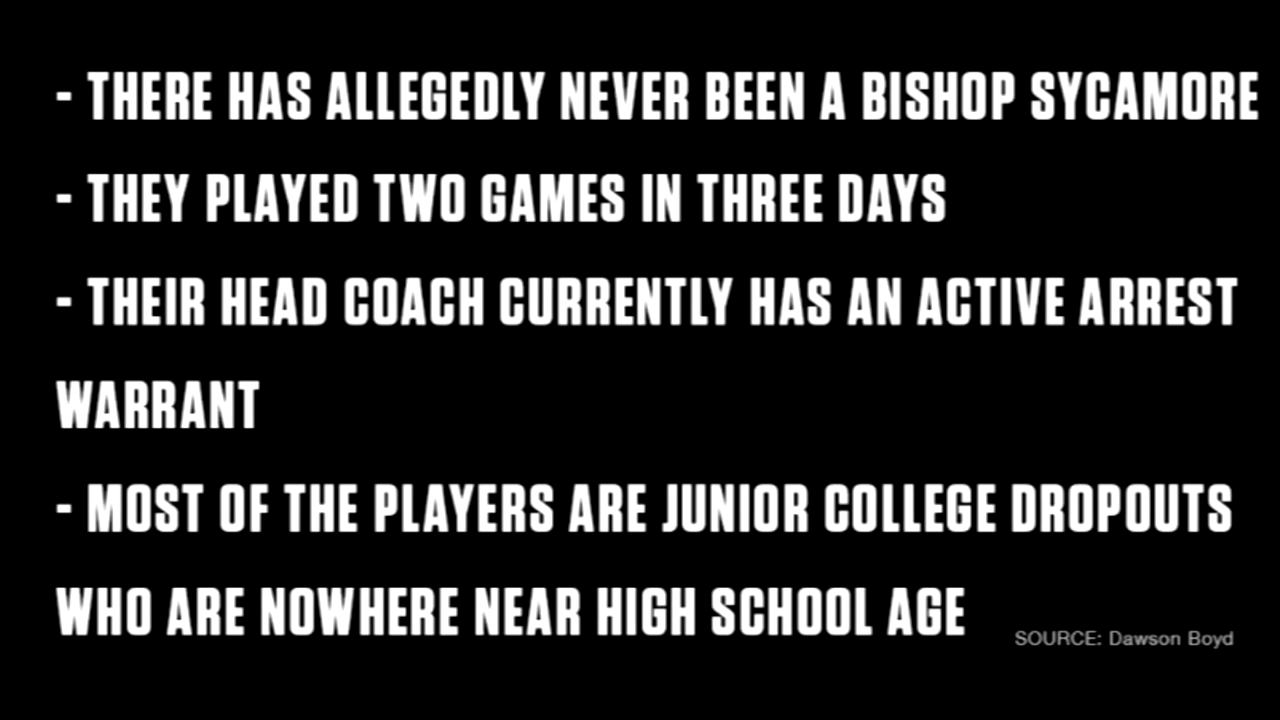 - THERE HAS ALLEGEDLY NEVER BEEN A BISHOP SYCAMORE
- THEY PLAYED TWO GAMES IN THREE DAYS
- THEIR HEAD COACH CURRENTLY HAS AN ACTIVE ARREST
WARRANT
- MOST OF THE PLAYERS ARE JUNIOR COLLEGE DROPOUTS
WHO ARE NOWHERE NEAR HIGH SCHOOL AGE
SOURCE: Dawson Boyd